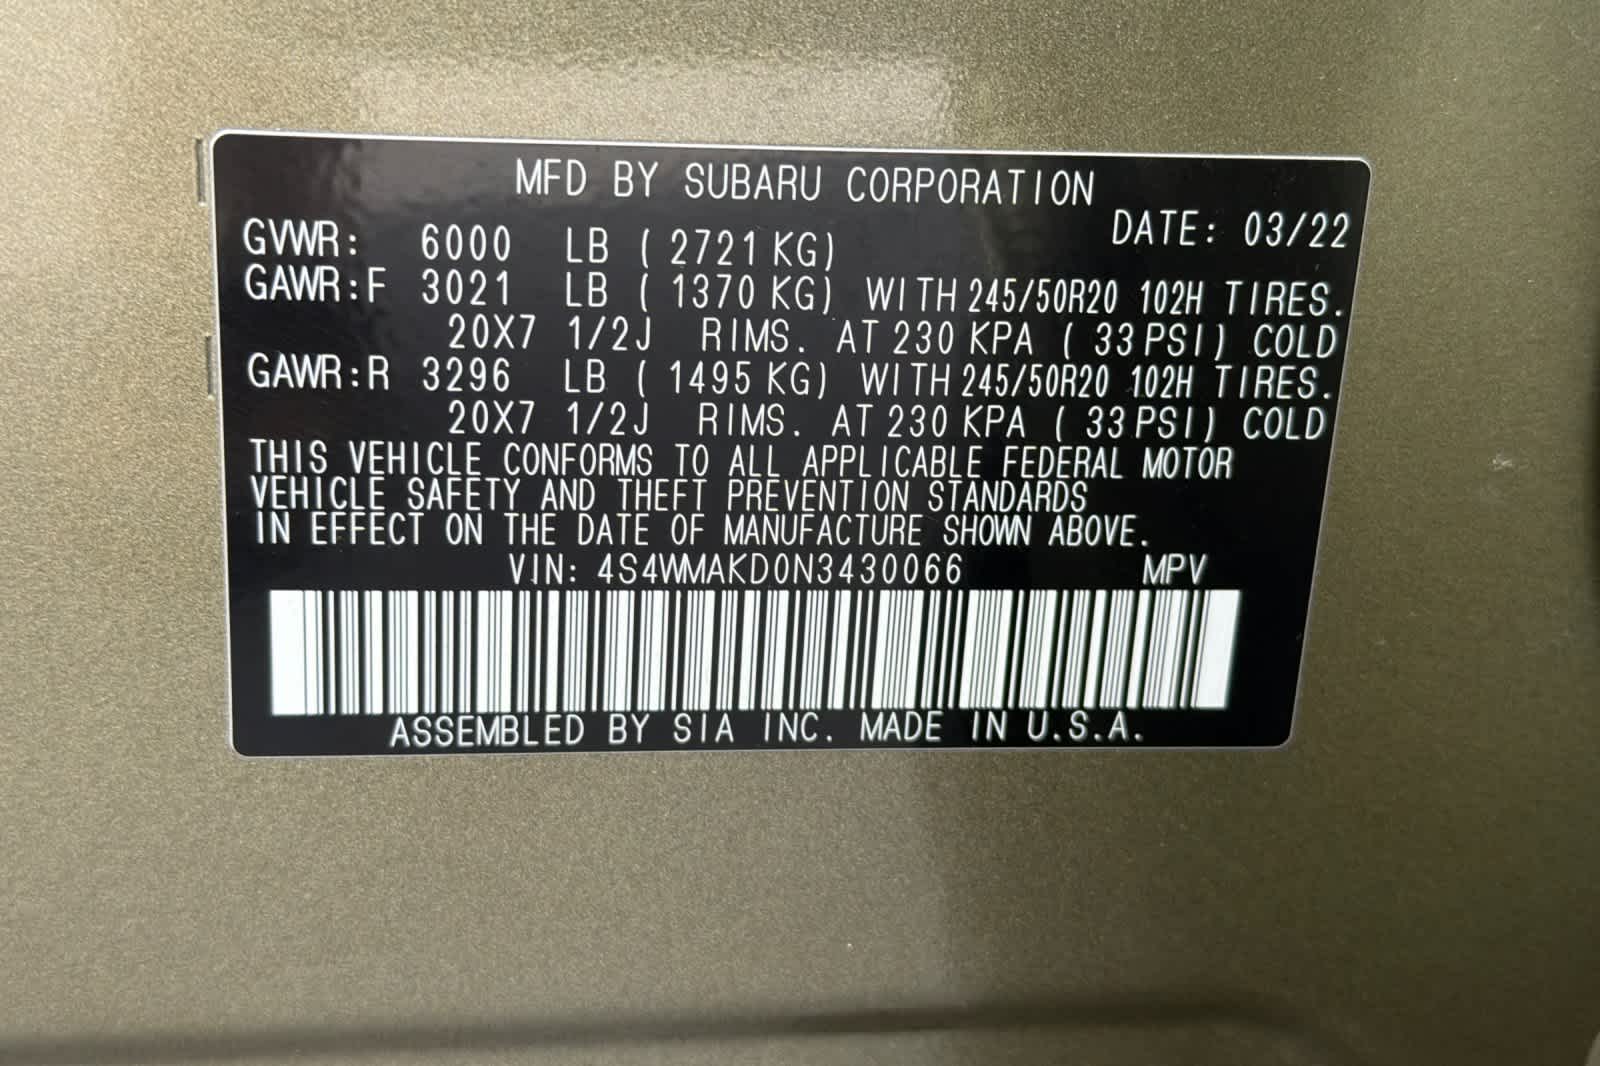 MFD BY SUBARU CORPORATION
DATE: 03/22
GVWR: 6000 LB ( 2721 KG)
GAWR:F 3021 LB ( 1370 KG) WITH 245/50R20 102H TIRES.
20X7 1/2J RIMS. AT 230 KPA ( 33 PSI) COLD
GAWR:R 3296 LB ( 1495 KG) WITH 245/50R20 102H TIRES.
20X7 1/2J RIMS. AT 230 KPA ( 33 PSI) COLD
THIS VEHICLE CONFORMS TO ALL APPLICABLE FEDERAL MOTOR
VEHICLE SAFETY AND THEFT PREVENTION STANDARDS
IN EFFECT ON THE DATE OF MANUFACTURE SHOWN ABOVE.
VIN: 4S4WMAKD0N3430066 MPV
ASSEMBLED BY SIA INC. MADE IN U.S.A.